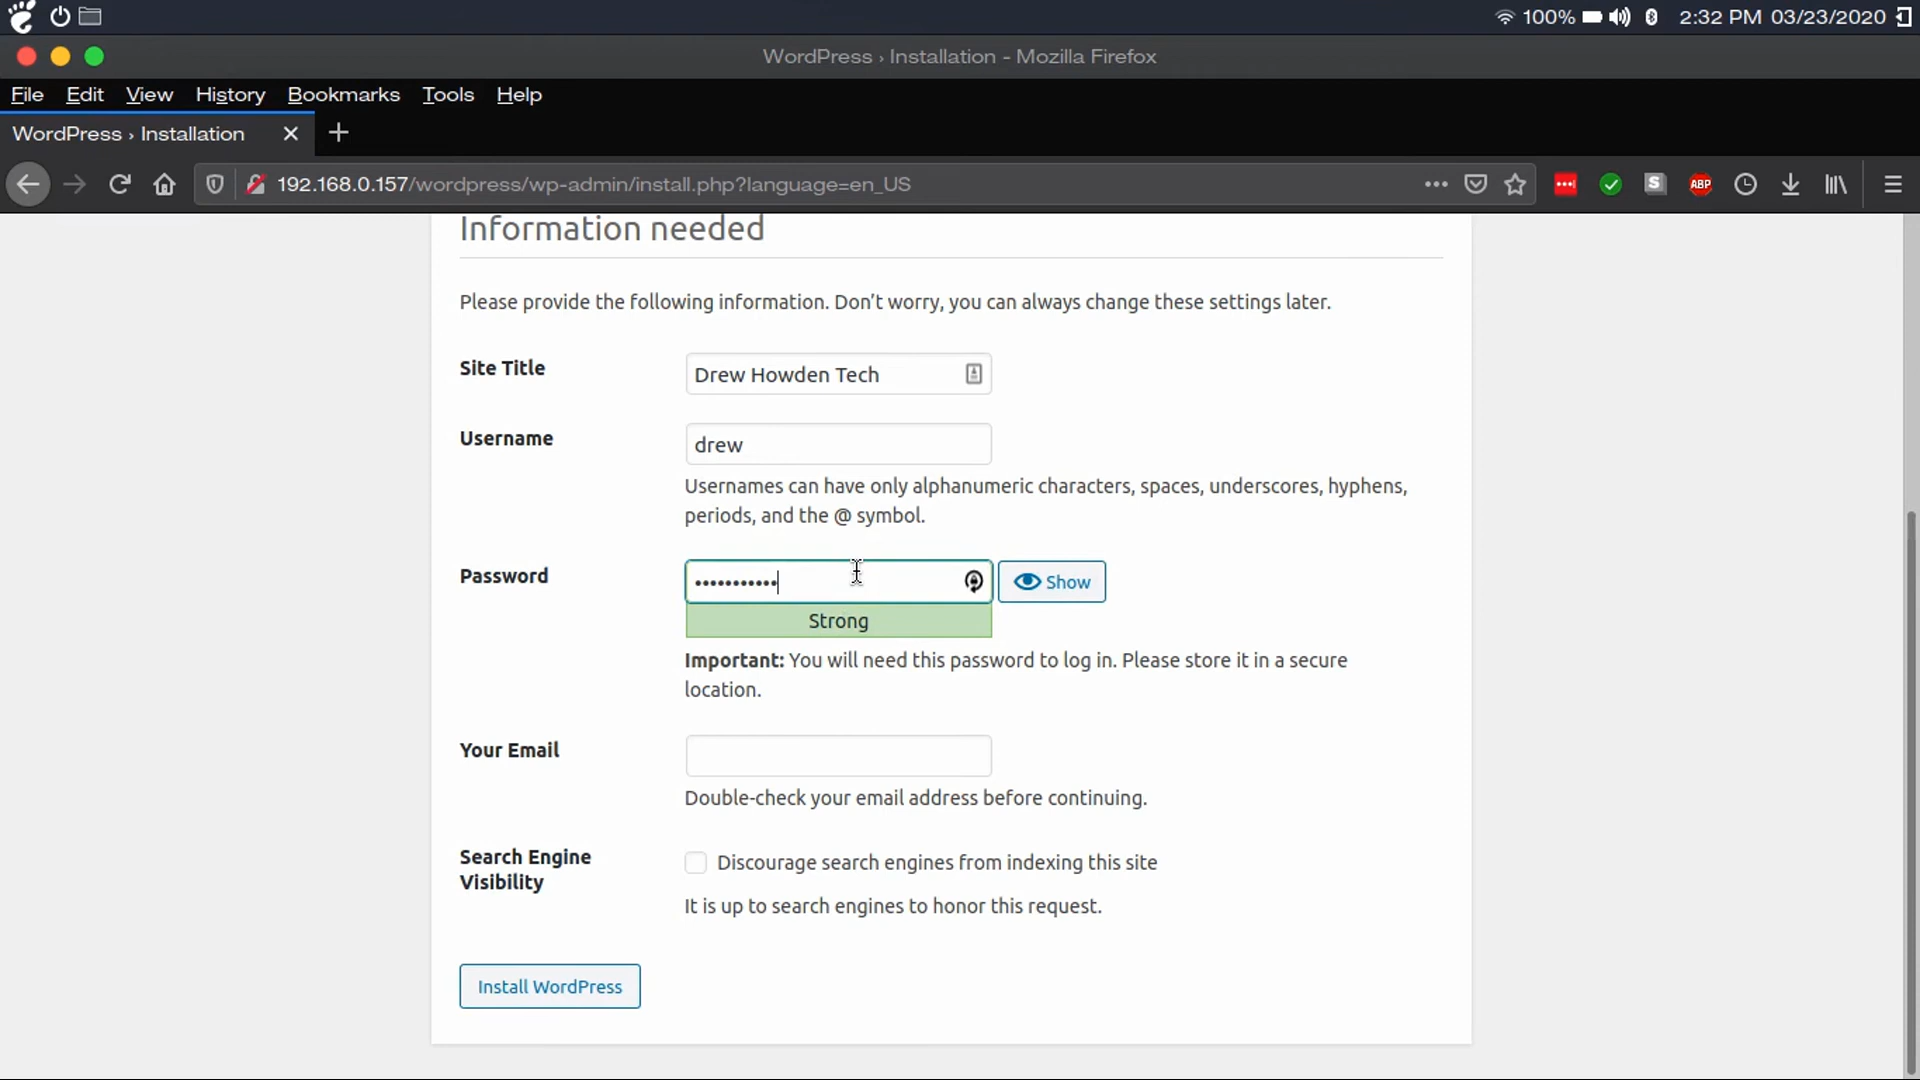 100% 2:32 PM 03/23/2020
WordPress › Installation - Mozilla Firefox
File Edit View History Bookmarks Tools Help
WordPress › Installation
192.168.0.157/wordpress/wp-admin/install.php?language=en_US
S ABP
Information needed
Please provide the following information. Don’t worry, you can always change these settings later.
Site Title
Drew Howden Tech
Username
drew
Usernames can have only alphanumeric characters, spaces, underscores, hyphens,
periods, and the @ symbol.
Password
•••••••••••
Show
Strong
Important: You will need this password to log in. Please store it in a secure
location.
Your Email
Double-check your email address before continuing.
Search Engine
Visibility
Discourage search engines from indexing this site
It is up to search engines to honor this request.
Install WordPress